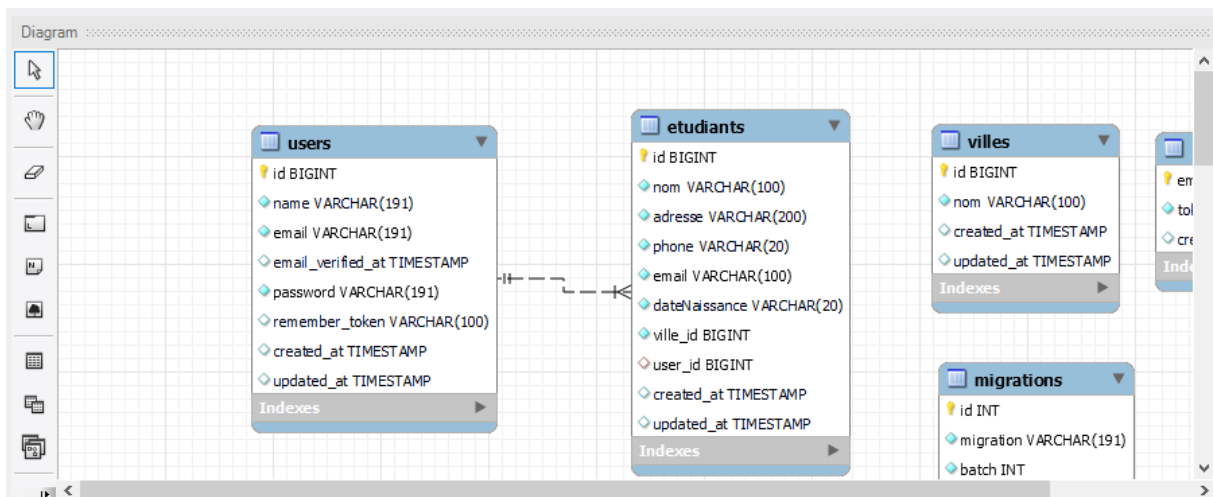 Diagram
users
id BIGINT
name VARCHAR(191)
email VARCHAR(191)
email_verified_at TIMESTAMP
password VARCHAR(191)
remember_token VARCHAR(100)
created_at TIMESTAMP
updated_at TIMESTAMP
Indexes
etudiants
id BIGINT
nom VARCHAR(100)
adresse VARCHAR(200)
phone VARCHAR(20)
email VARCHAR(100)
dateNaissance VARCHAR(20)
ville_id BIGINT
user_id BIGINT
created_at TIMESTAMP
updated_at TIMESTAMP
Indexes
villes
id BIGINT
nom VARCHAR(100)
created_at TIMESTAMP
updated_at TIMESTAMP
Indexes
migrations
id INT
migration VARCHAR(191)
batch INT